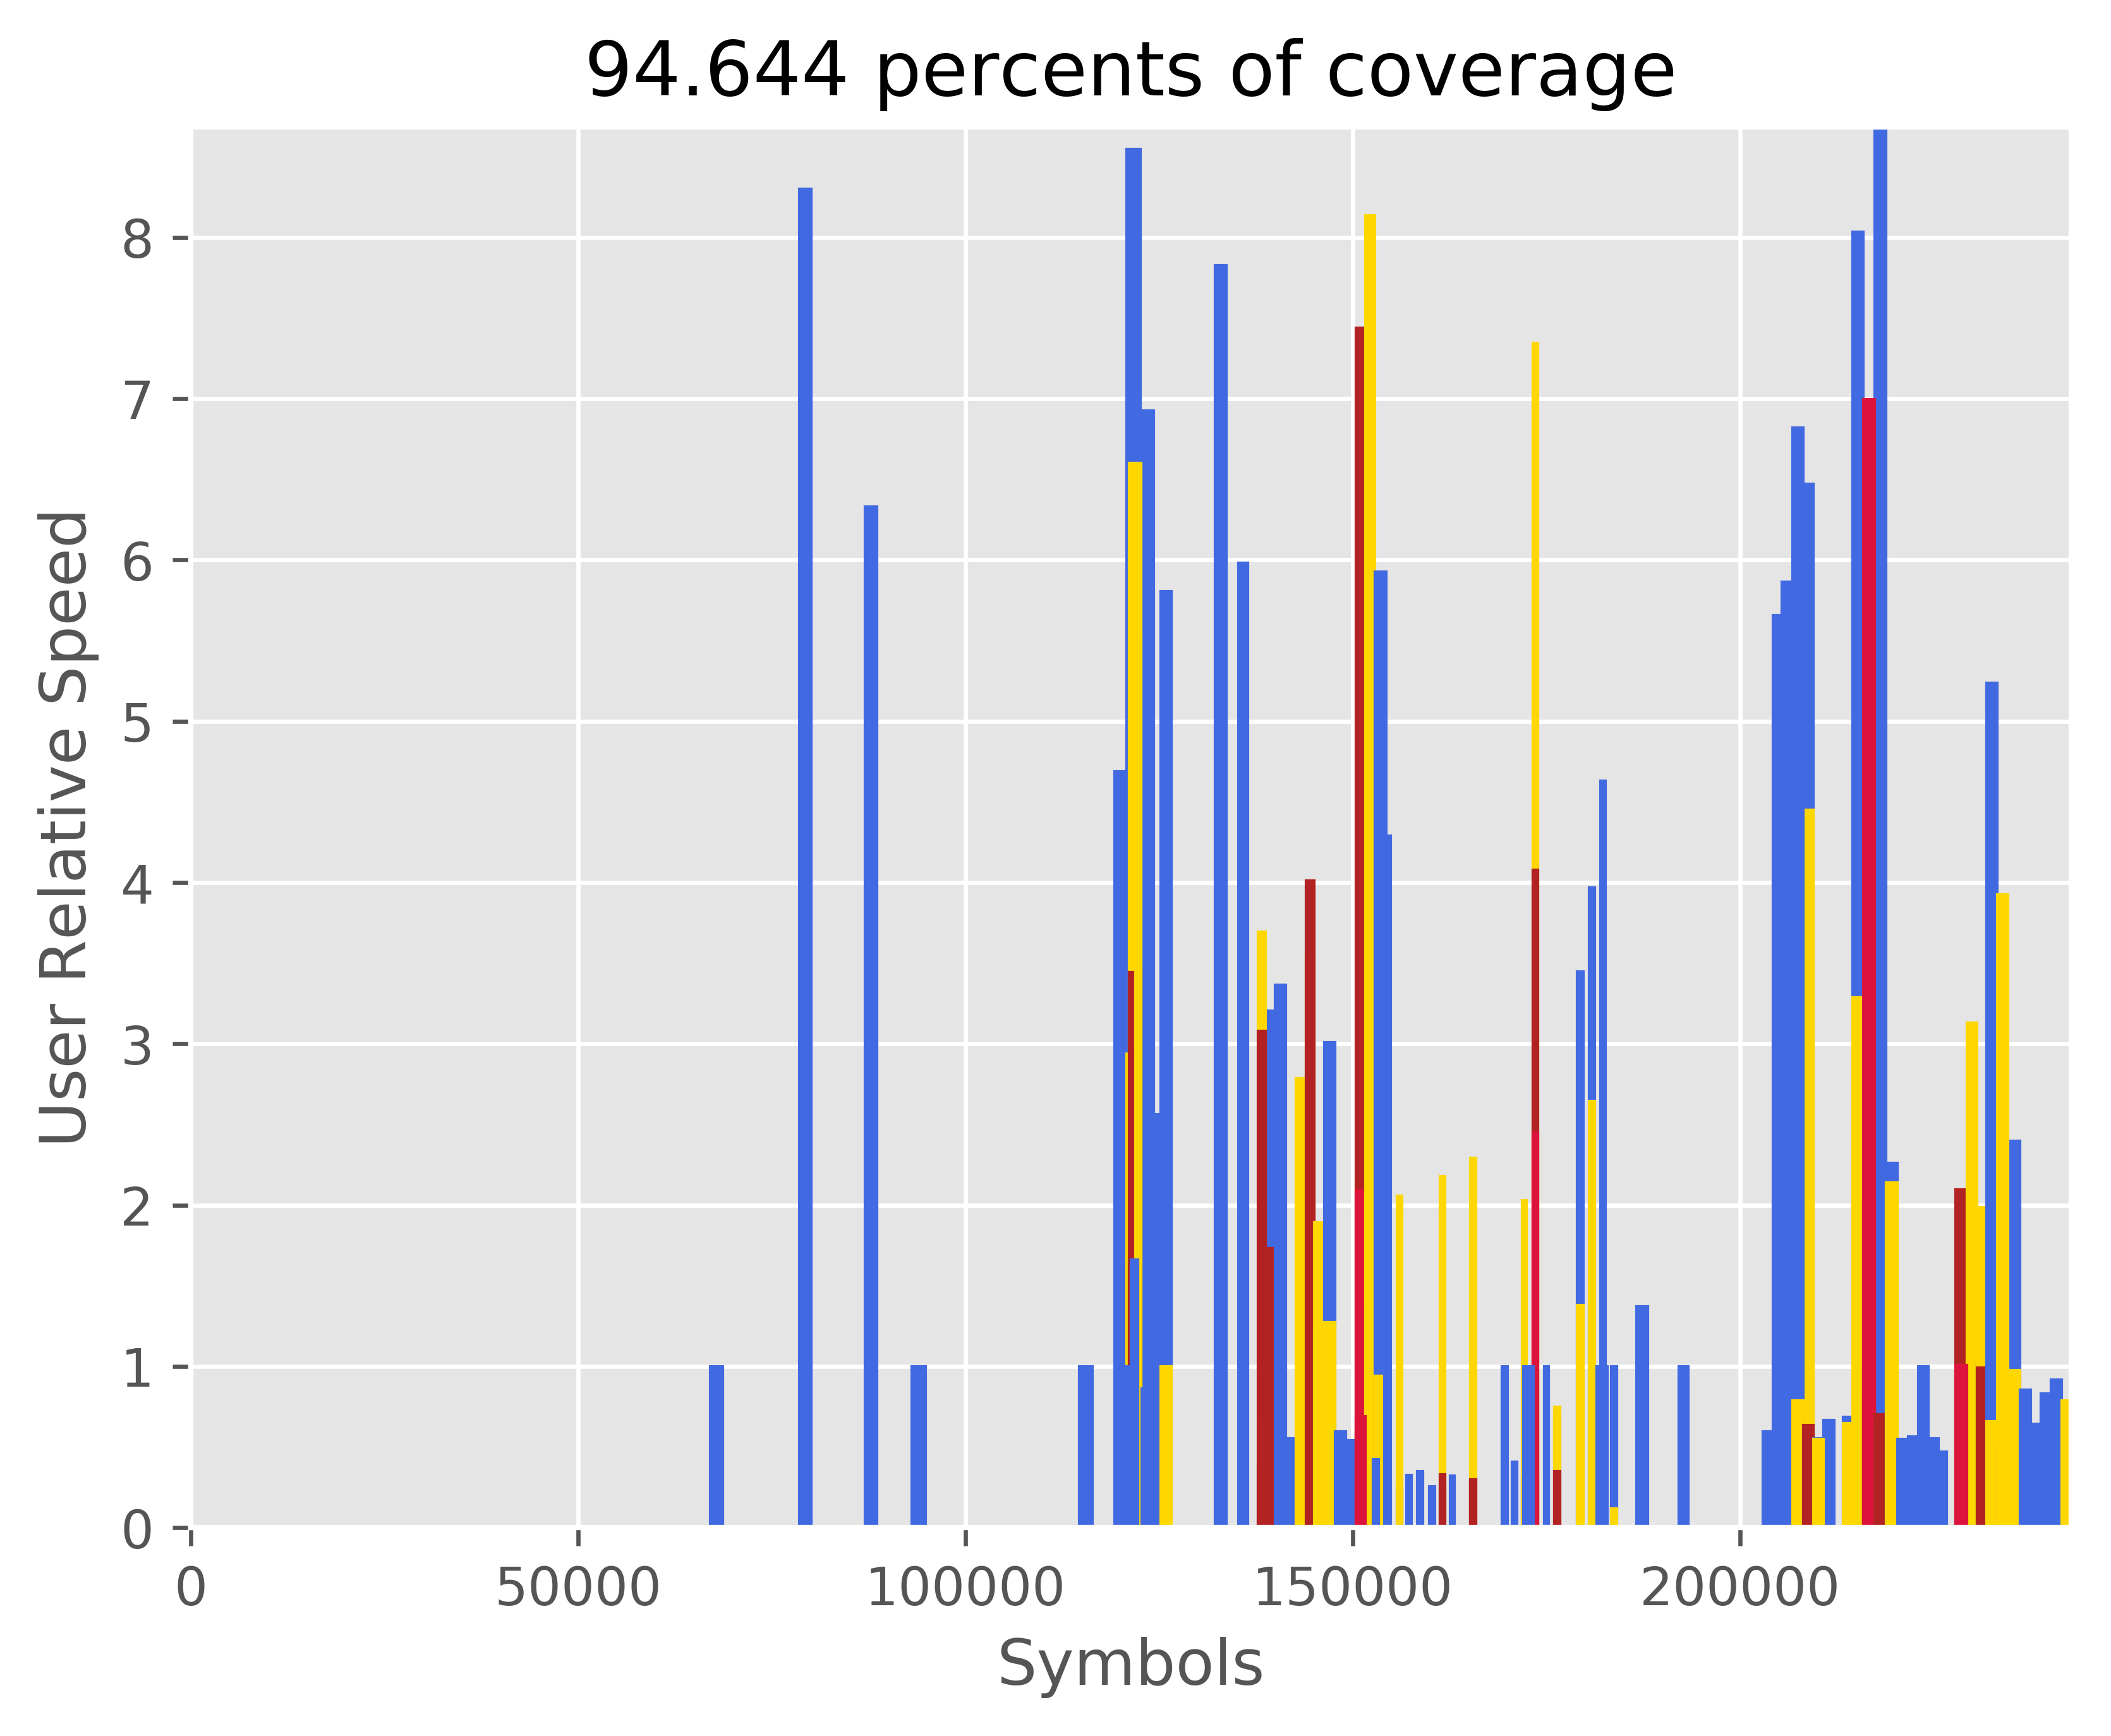 94.644 percents of coverage
User Relative Speed
8
7
6
5
4
3
2
1
0
0 50000 100000 150000 200000
Symbols